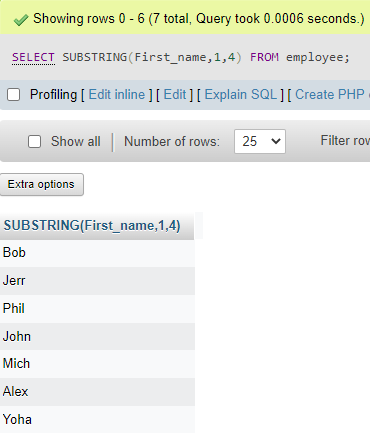 Showing rows 0 - 6 (7 total, Query took 0.0006 seconds.)
SELECT SUBSTRING(First_name,1,4) FROM employee;
Profiling [ Edit inline ] [ Edit ] [ Explain SQL ] [ Create PHP
Show all Number of rows: 25 Filter row
Extra options
SUBSTRING(First_name,1,4)
Bob
Jerr
Phil
John
Mich
Alex
Yoha